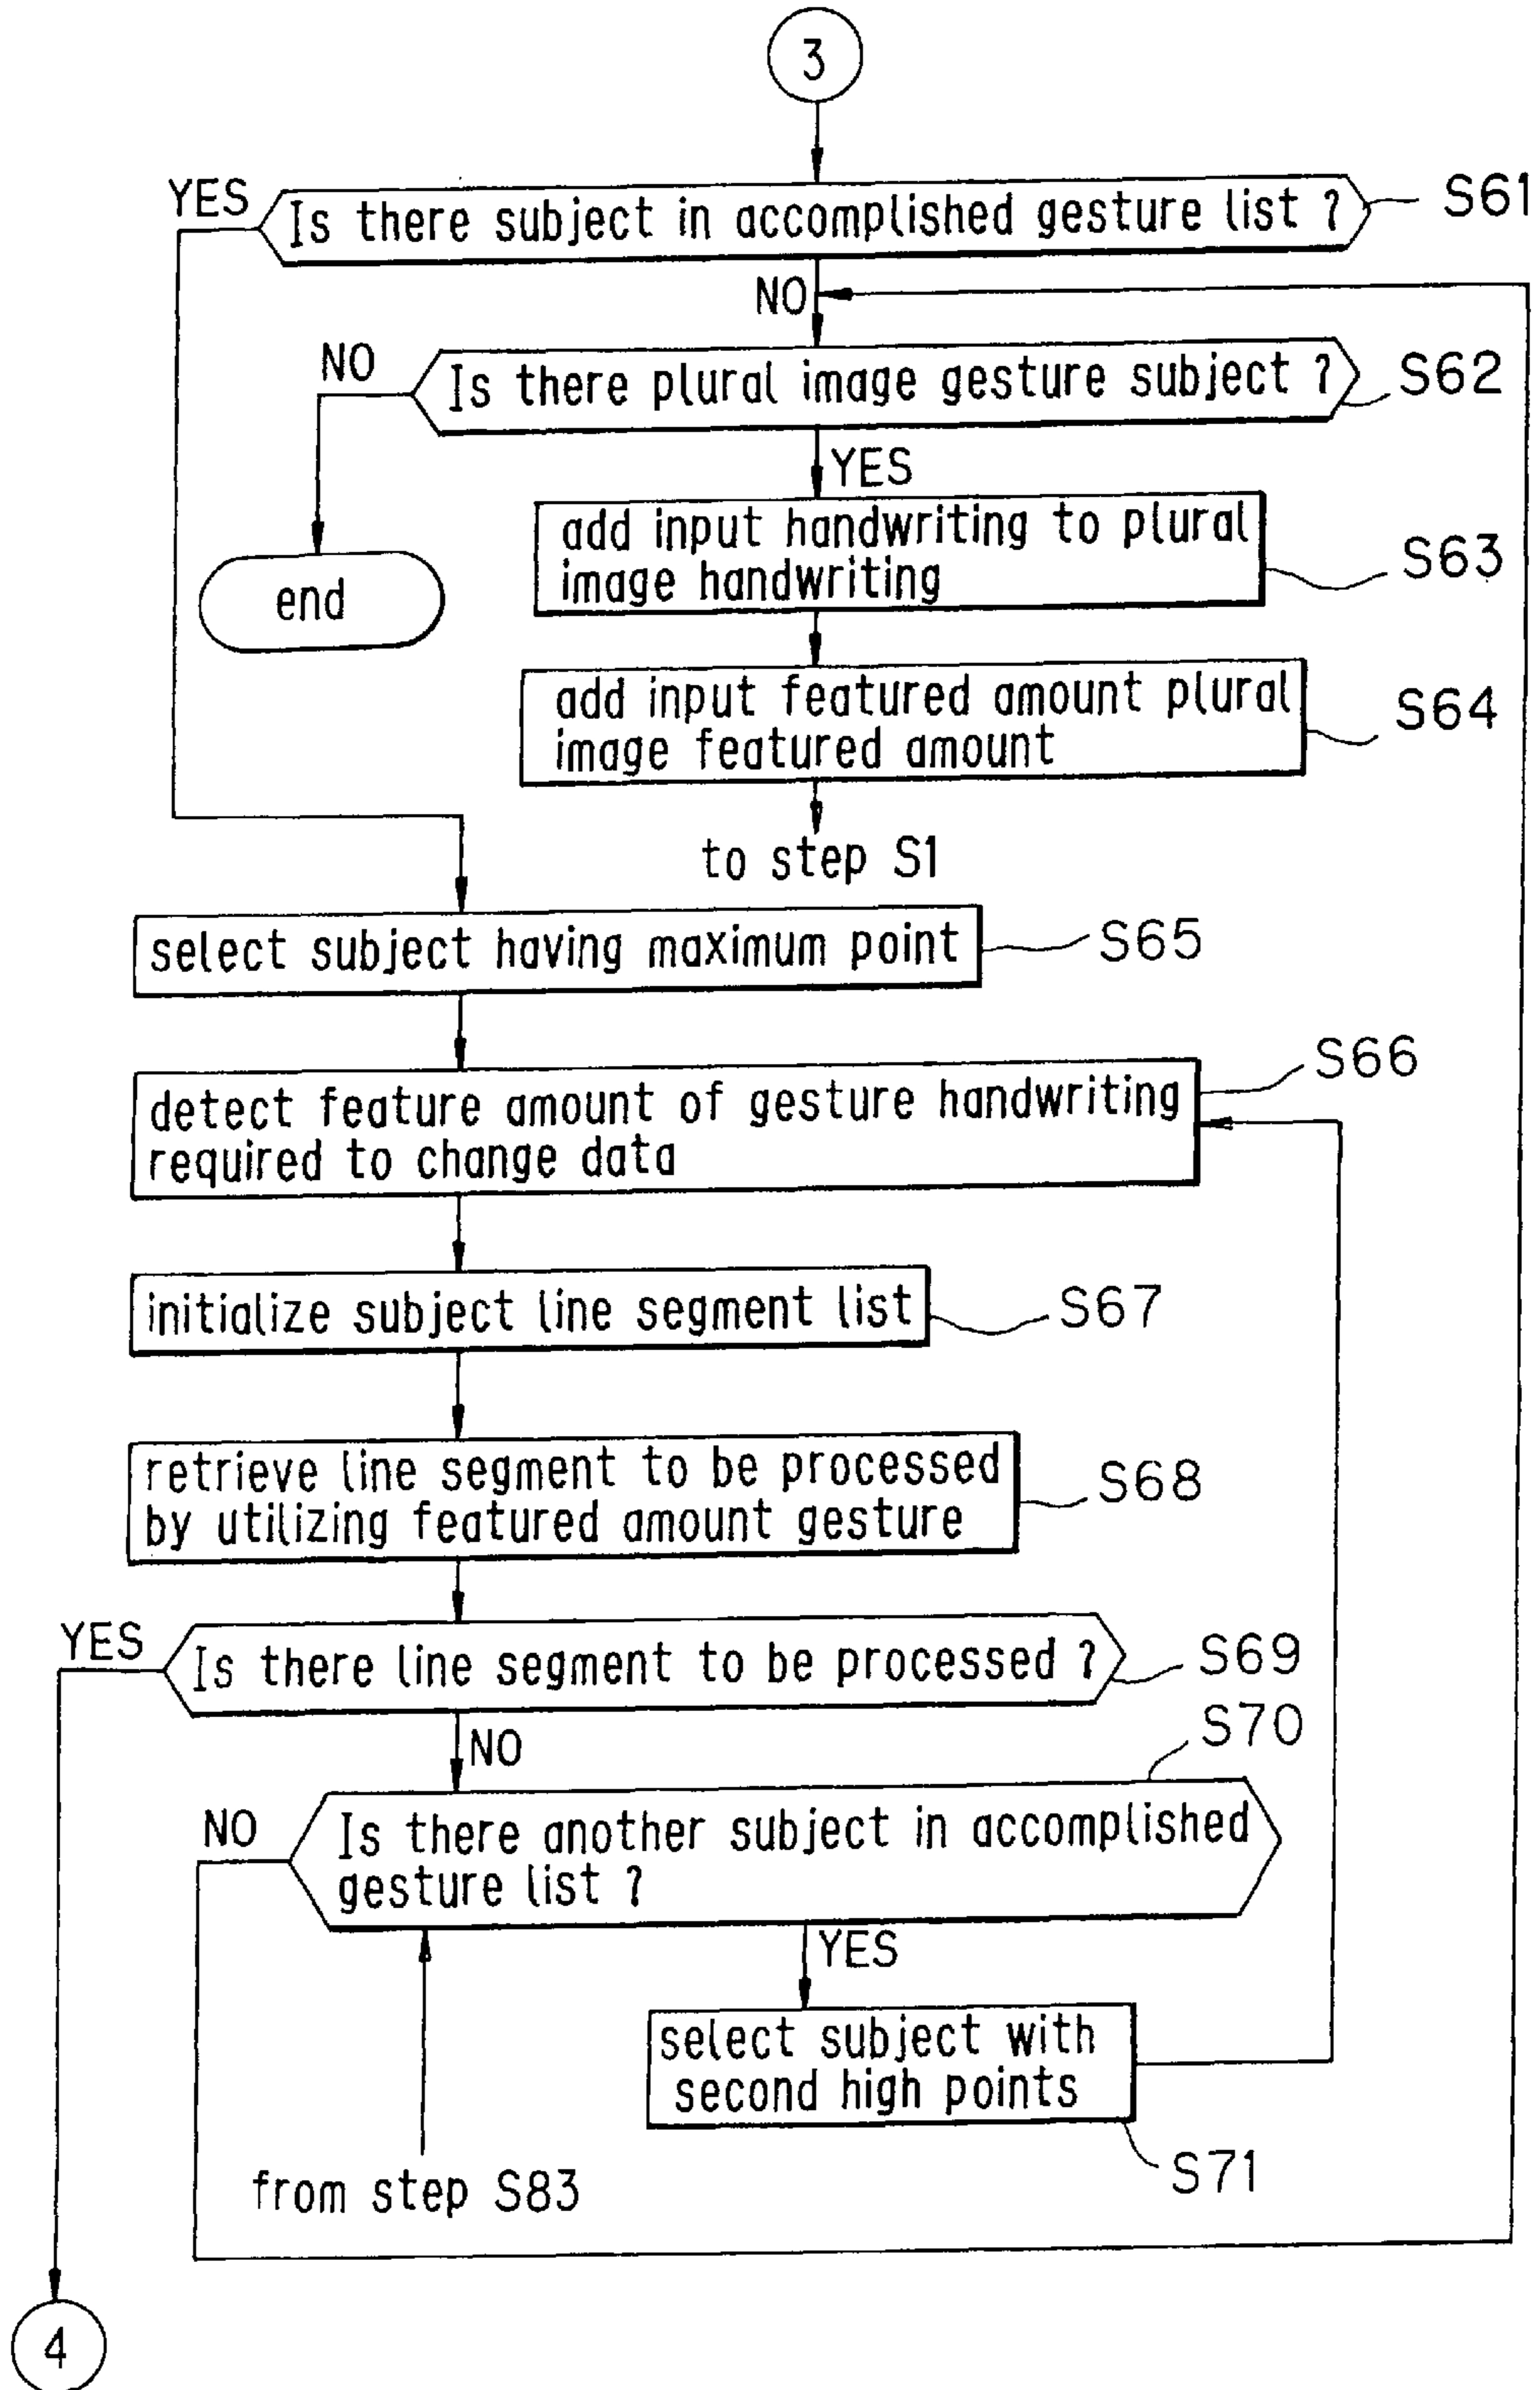 3
YES
Is there subject in accomplished gesture list ?
S61
NO
NO
Is there plural image gesture subject ?
S62
YES
add input handwriting to plural
image handwriting
S63
end
add input featured amount plural
image featured amount
S64
to step S1
select subject having maximum point
S65
S66
detect feature amount of gesture handwriting
required to change data
initialize subject line segment list
S67
retrieve line segment to be processed
by utilizing featured amount gesture
S68
YES
Is there line segment to be processed ?
S69
S70
NO
NO
Is there another subject in accomplished
gesture list ?
YES
select subject with
second high points
S71
from step S83
4